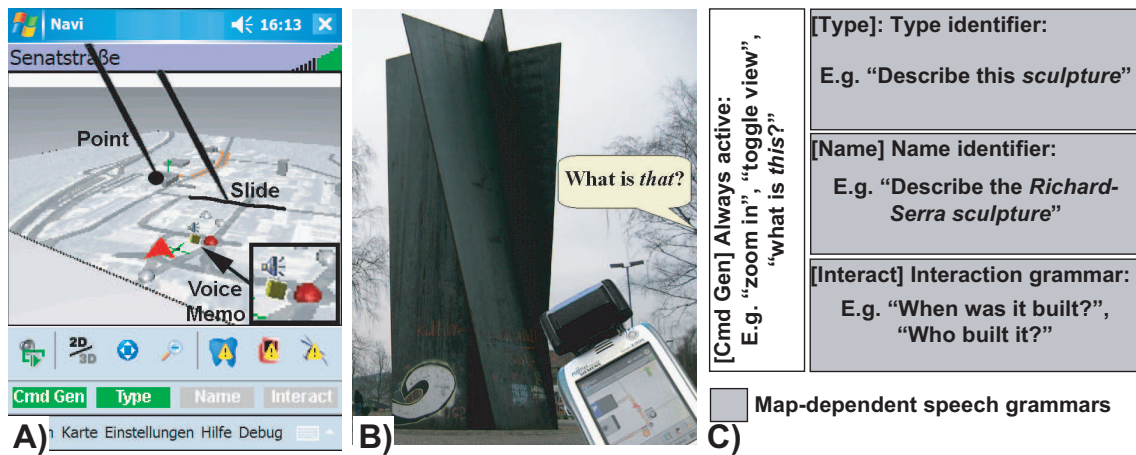 Navi
16:13
Senatstraße
Point
Slide
Voice
Memo
2D
3D
Cmd Gen
Type
Name
Interact
n Karte Einstellungen Hilfe Debug
A)
What is that?
B)
[Cmd Gen] Always active:
E.g. “zoom in”, “toggle view”,
“what is this?”
[Type]: Type identifier:
E.g. “Describe this sculpture”
[Name] Name identifier:
E.g. “Describe the Richard-
Serra sculpture”
[Interact] Interaction grammar:
E.g. “When was it built?”,
“Who built it?”
C)
Map-dependent speech grammars